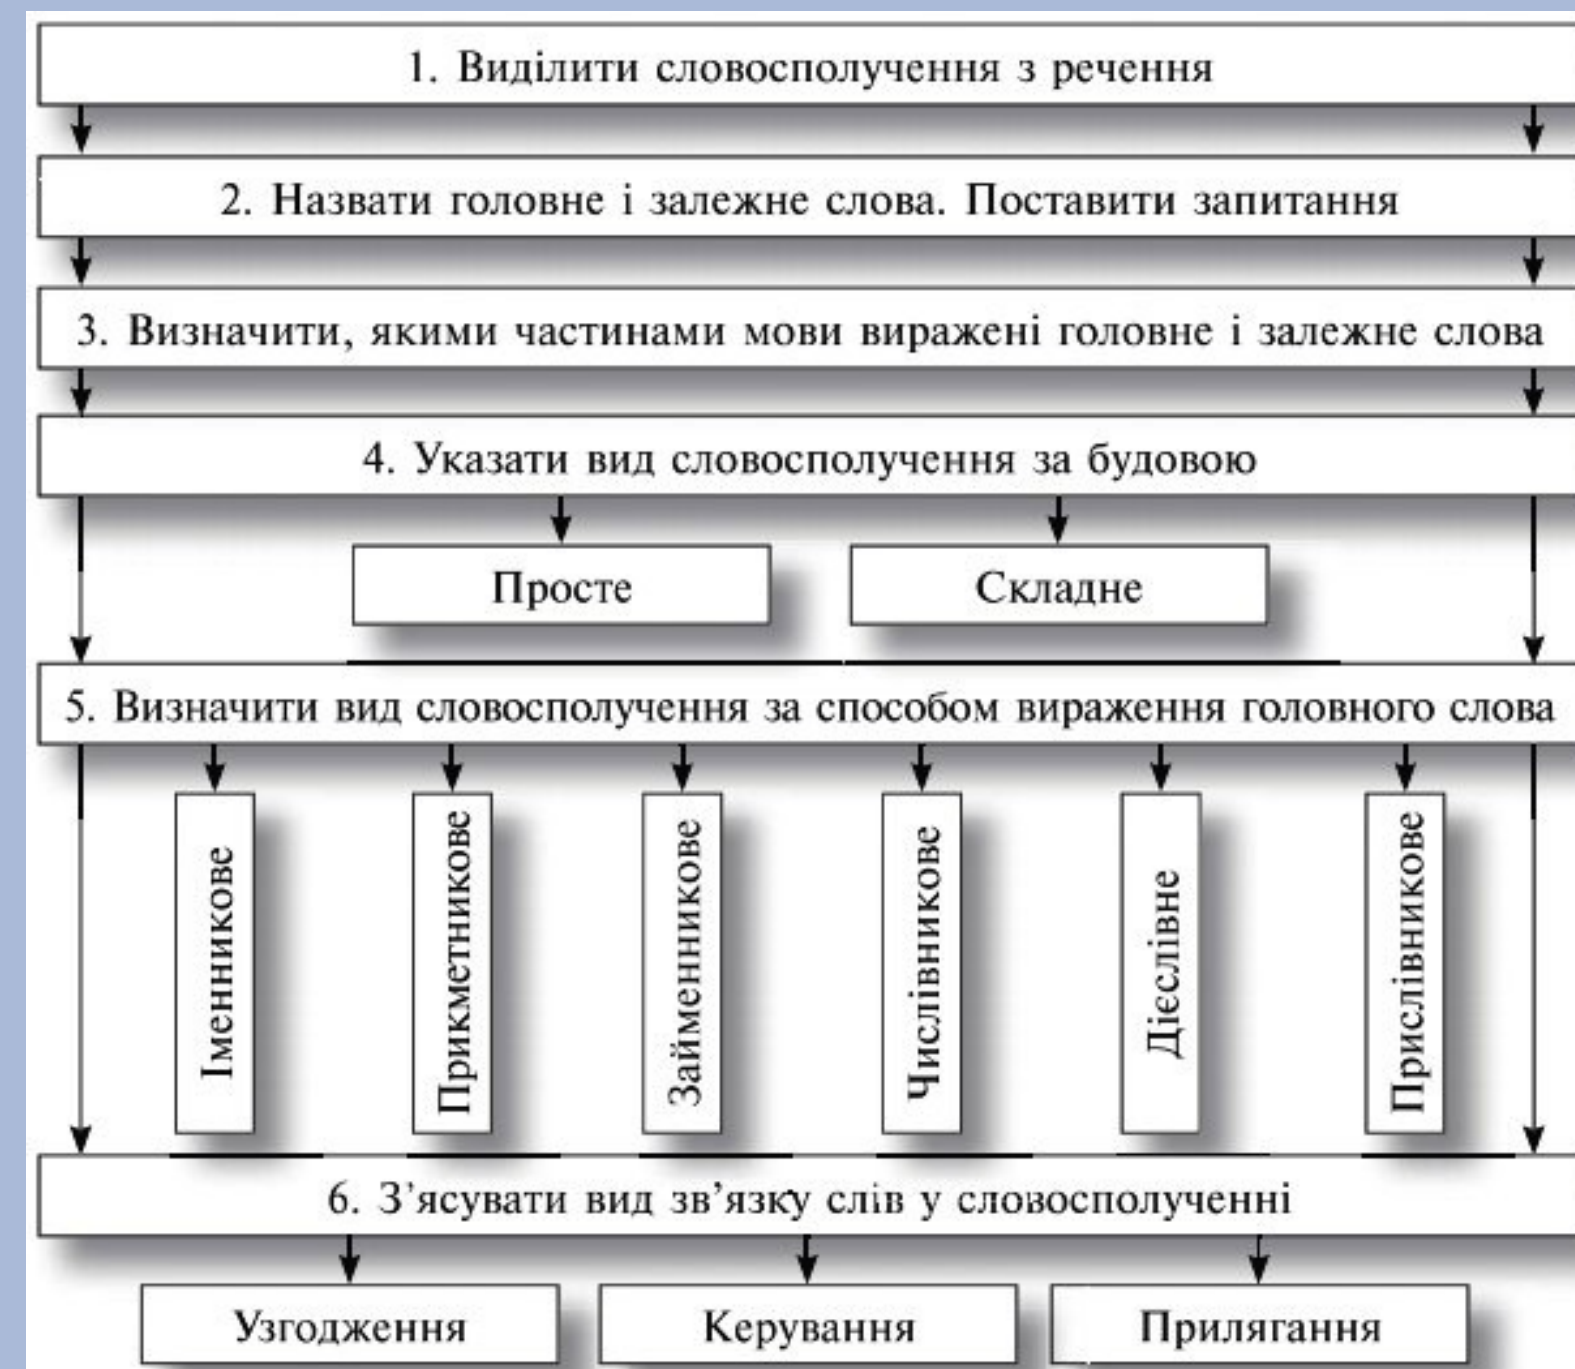 1. Виділити словосполучення з речення
2. Назвати головне і залежне слова. Поставити запитання
3. Визначити, якими частинами мови виражені головне і залежне слова
4. Указати вид словосполучення за будовою
Просте
Складне
5. Визначити вид словосполучення за способом вираження головного слова
Іменникове
Прикметникове
Займенникове
Числівникове
Дієслівне
Прислівникове
6. З’ясувати вид зв’язку слів у словосполученні
Узгодження
Керування
Прилягання